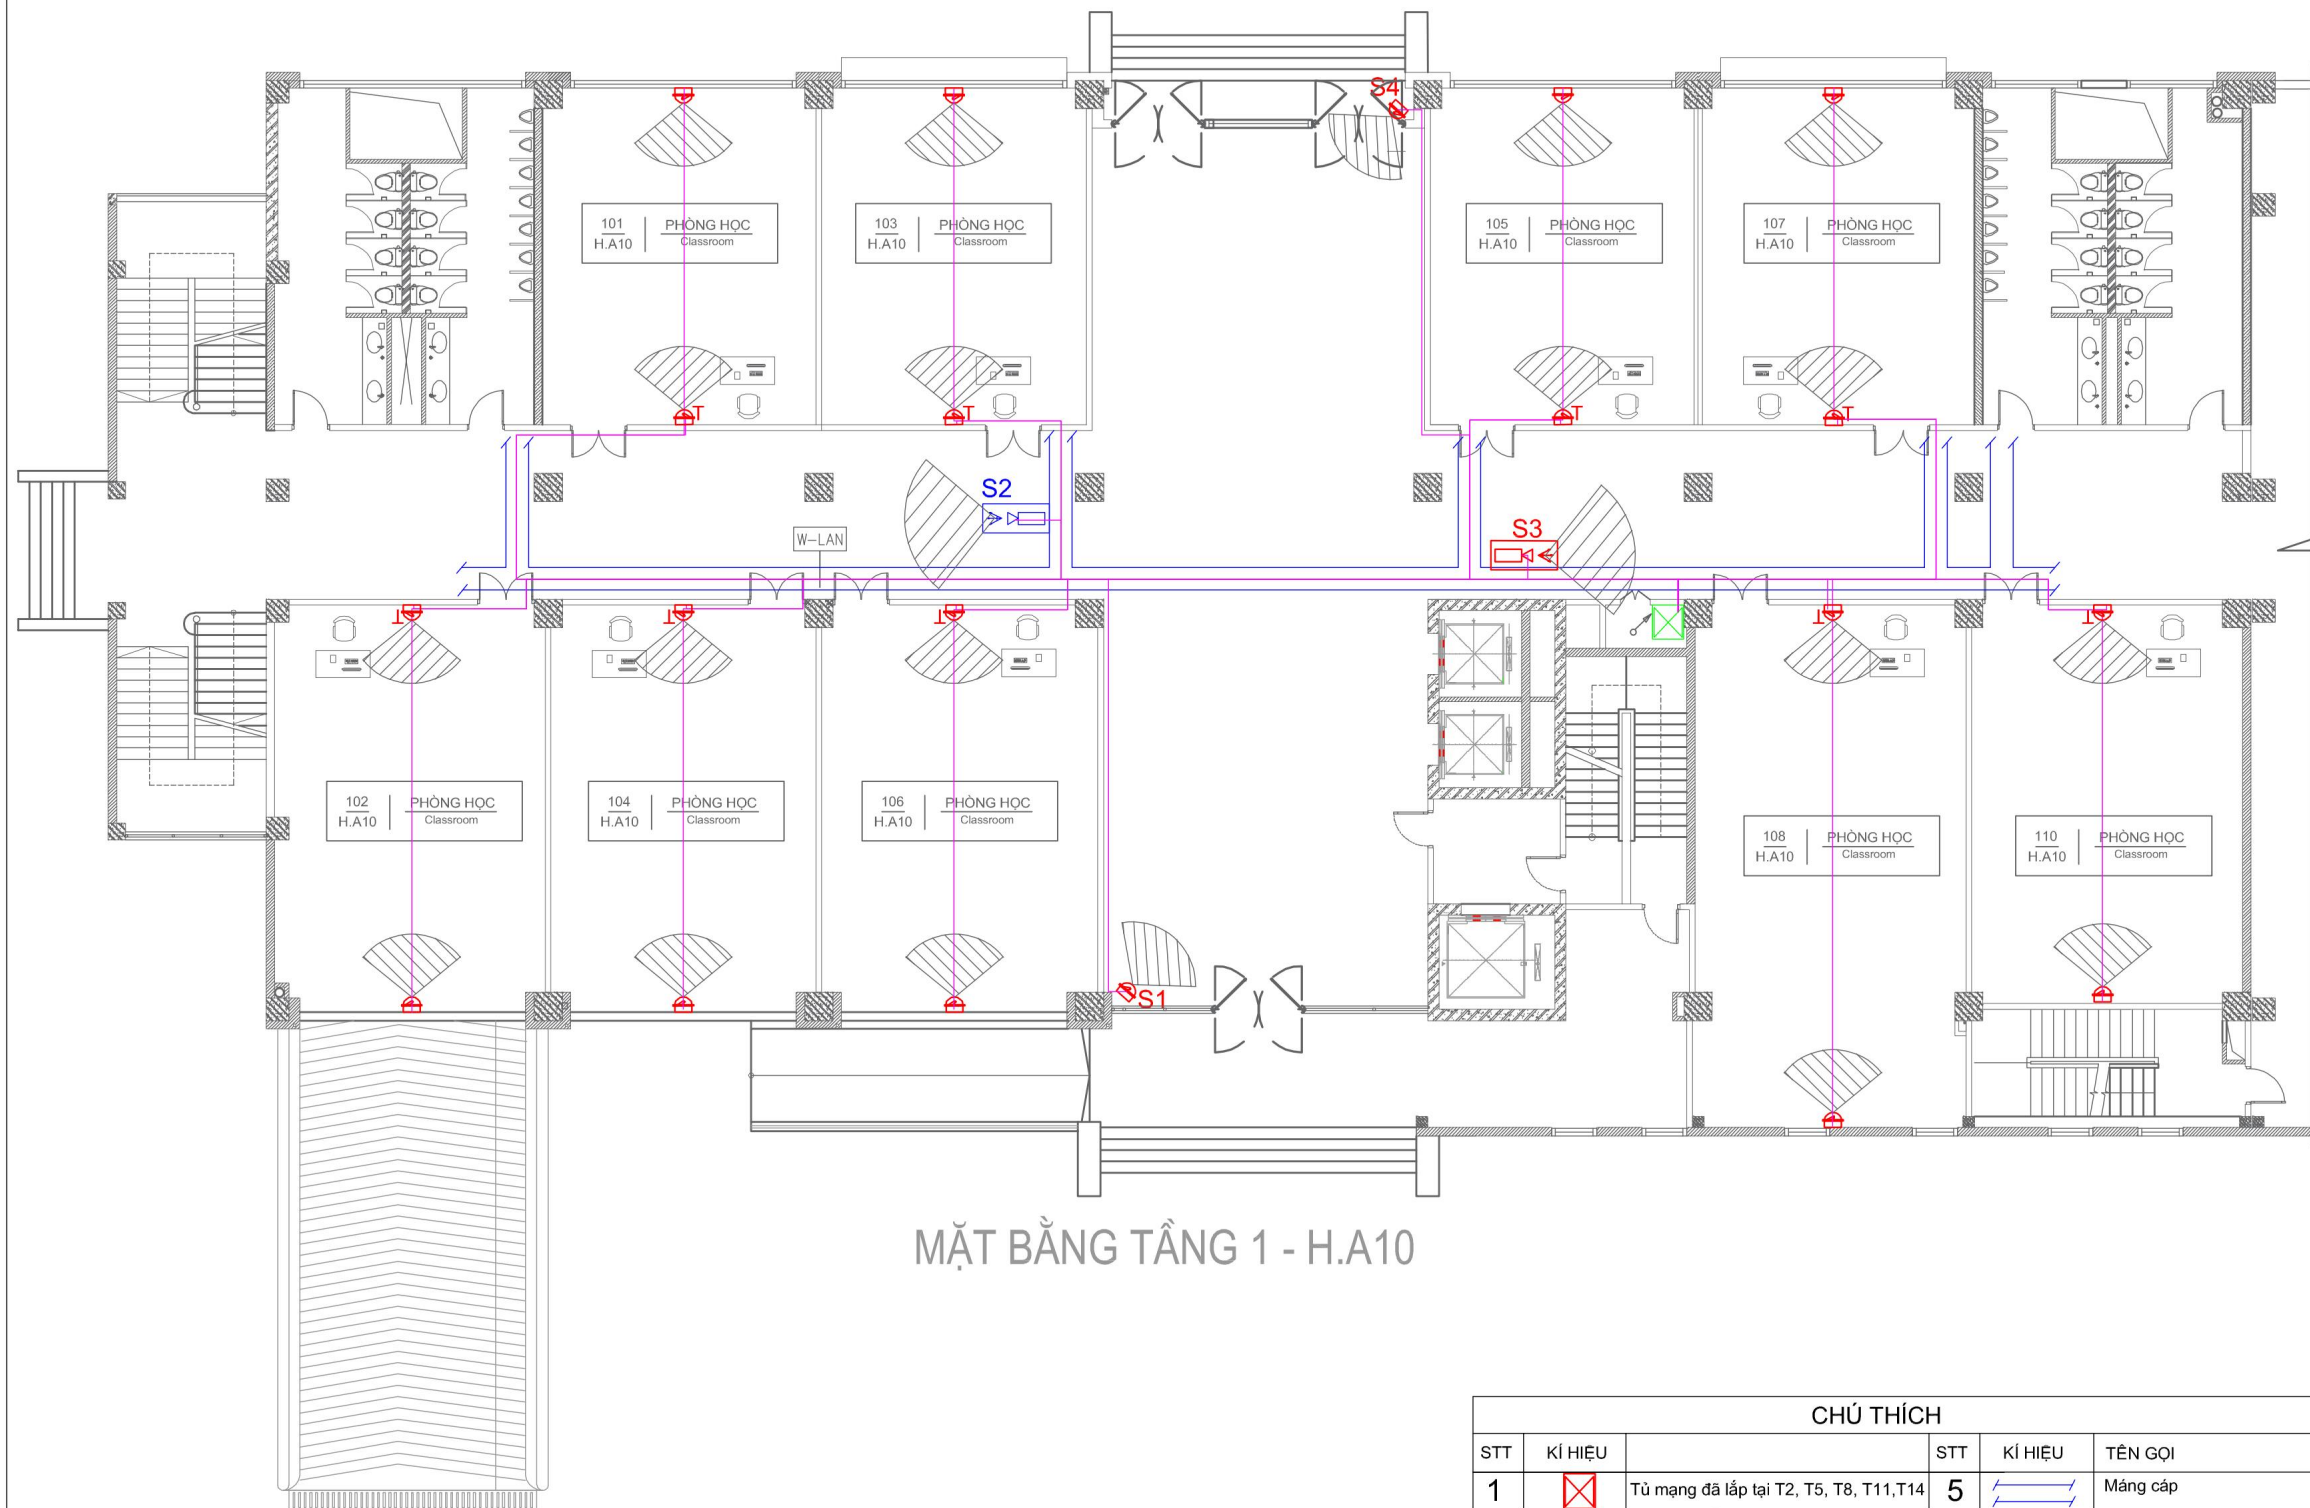 S4
101
H.A10
PHÒNG HỌC
Classroom
103
H.A10
PHÒNG HỌC
Classroom
105
H.A10
PHÒNG HỌC
Classroom
107
H.A10
PHÒNG HỌC
Classroom
T
T
T
T
S2
S3
W-LAN
T
T
T
T
T
102
H.A10
PHÒNG HỌC
Classroom
104
H.A10
PHÒNG HỌC
Classroom
106
H.A10
PHÒNG HỌC
Classroom
108
H.A10
PHÒNG HỌC
Classroom
110
H.A10
PHÒNG HỌC
Classroom
S1
MẶT BẰNG TẦNG 1 - H.A10
CHÚ THÍCH
STT KÍ HIỆU STT KÍ HIỆU TÊN GỌI
1 Tủ mạng đã lắp tại T2, T5, T8, T11,T14 5 Máng cáp